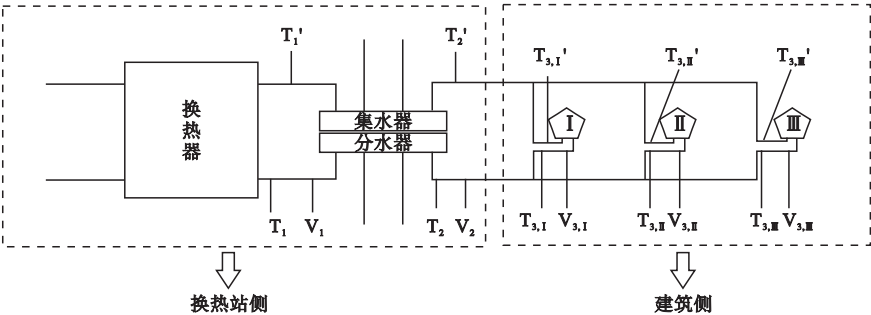 T₁' T₂'
T₃,Ⅰ' T₃,Ⅱ' T₃,Ⅲ'
换热器
集水器
分水器
Ⅰ Ⅱ Ⅲ
T₁ V₁ T₂ V₂
T₃,Ⅰ V₃,Ⅰ T₃,Ⅱ V₃,Ⅱ T₃,Ⅲ V₃,Ⅲ
换热站侧 建筑侧